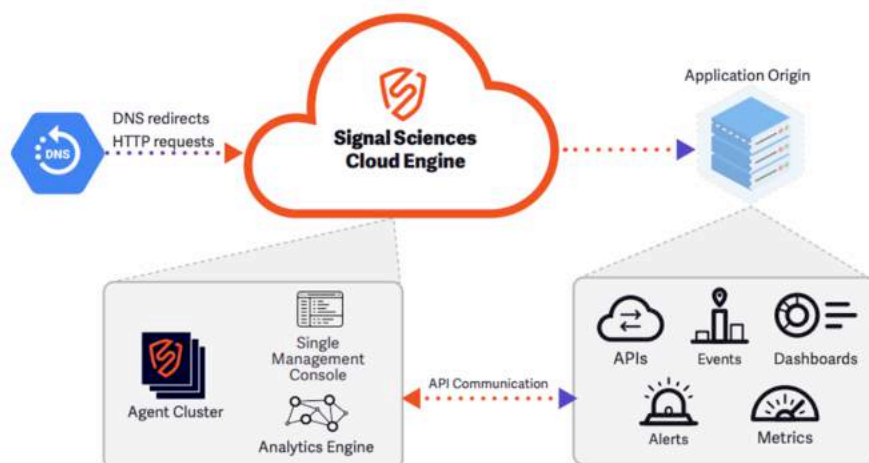 Application Origin
DNS redirects
HTTP requests
DNS
Signal Sciences
Cloud Engine
Single
Management
Console
Agent Cluster
Analytics Engine
API Communication
APIs
Events
Dashboards
Alerts
Metrics